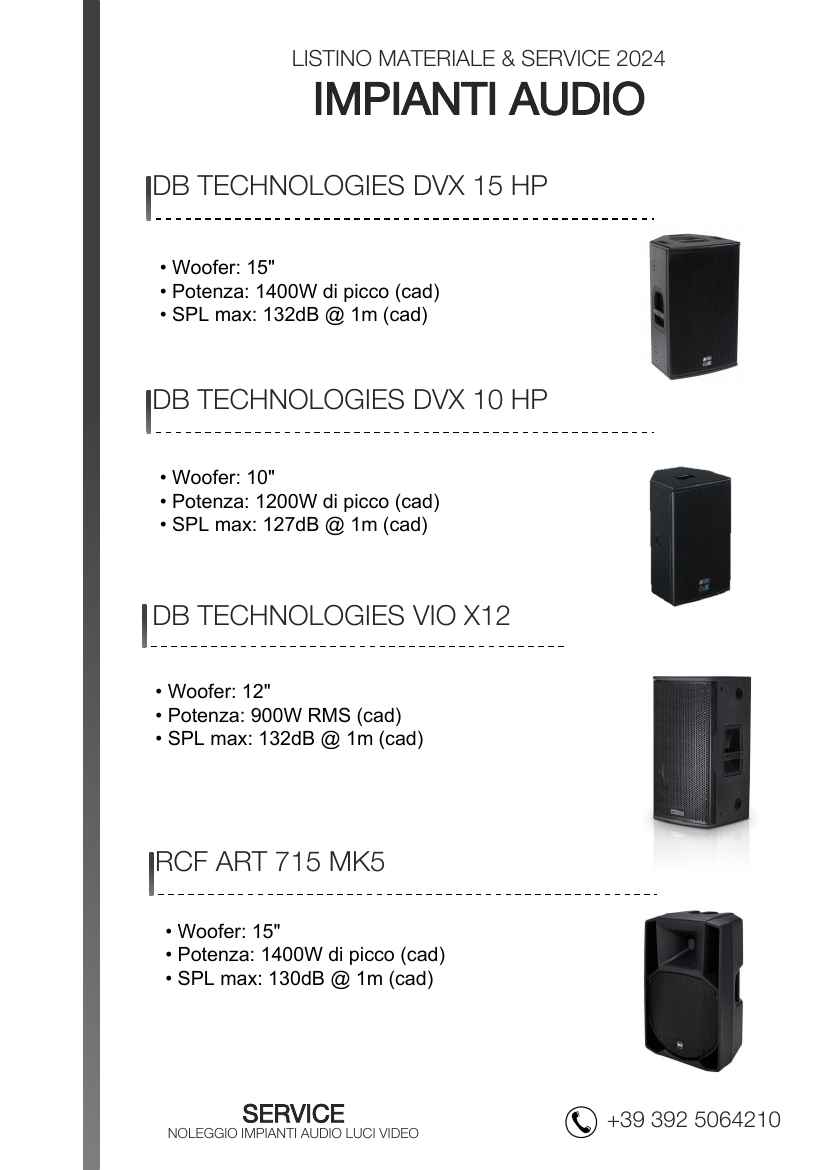 LISTINO MATERIALE & SERVICE 2024
IMPIANTI AUDIO
DB TECHNOLOGIES DVX 15 HP
• Woofer: 15"
• Potenza: 1400W di picco (cad)
• SPL max: 132dB @ 1m (cad)
DB TECHNOLOGIES DVX 10 HP
• Woofer: 10"
• Potenza: 1200W di picco (cad)
• SPL max: 127dB @ 1m (cad)
DB TECHNOLOGIES VIO X12
• Woofer: 12"
• Potenza: 900W RMS (cad)
• SPL max: 132dB @ 1m (cad)
RCF ART 715 MK5
• Woofer: 15"
• Potenza: 1400W di picco (cad)
• SPL max: 130dB @ 1m (cad)
SERVICE
NOLEGGIO IMPIANTI AUDIO LUCI VIDEO
+39 392 5064210